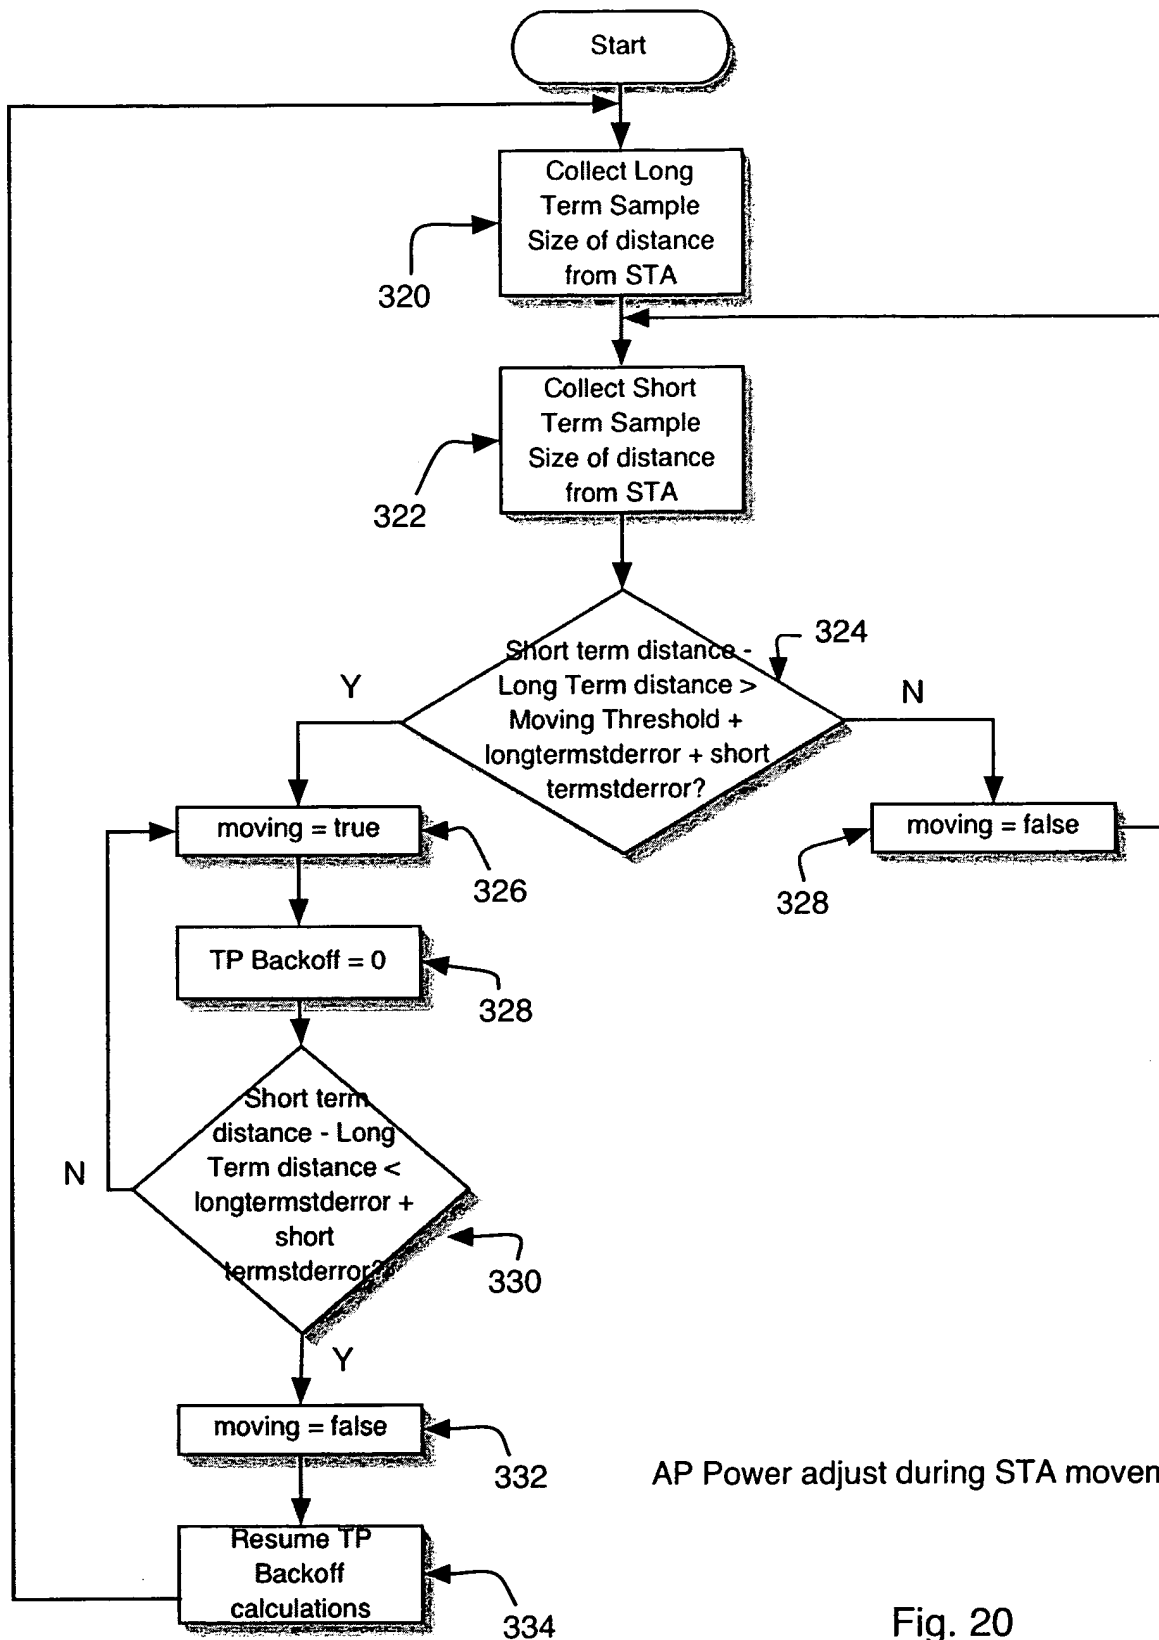 Start
Collect Long
Term Sample
Size of distance
from STA
320
Collect Short
Term Sample
Size of distance
from STA
322
Short term distance -
Long Term distance >
Moving Threshold +
longtermstderror + short
termstderror?
324
Y
N
moving = true
326
moving = false
328
TP Backoff = 0
328
Short term
distance - Long
Term distance <
longtermstderror +
short
termstderror?
330
N
Y
moving = false
332
AP Power adjust during STA movem
Resume TP
Backoff
calculations
334
Fig. 20